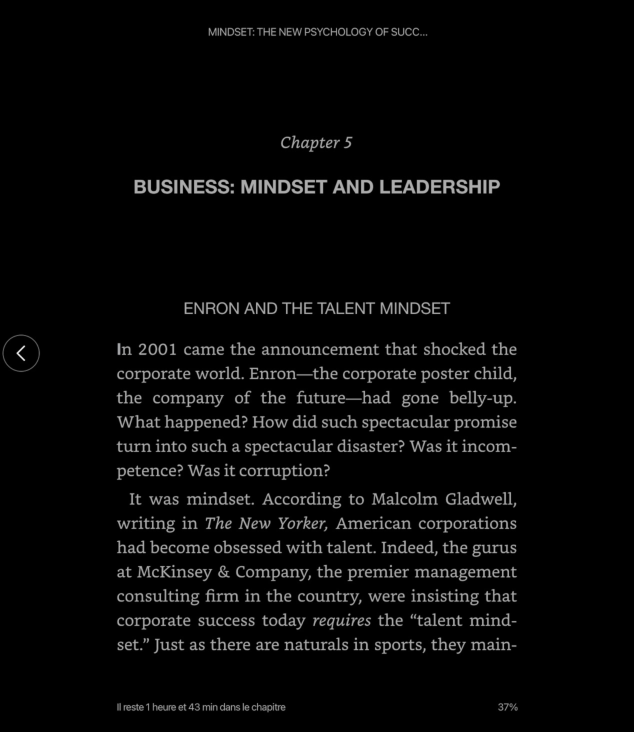 MINDSET: THE NEW PSYCHOLOGY OF SUCC...
Chapter 5
BUSINESS: MINDSET AND LEADERSHIP
ENRON AND THE TALENT MINDSET
In 2001 came the announcement that shocked the
corporate world. Enron—the corporate poster child,
the company of the future—had gone belly-up.
What happened? How did such spectacular promise
turn into such a spectacular disaster? Was it incom-
petence? Was it corruption?
It was mindset. According to Malcolm Gladwell,
writing in The New Yorker, American corporations
had become obsessed with talent. Indeed, the gurus
at McKinsey & Company, the premier management
consulting firm in the country, were insisting that
corporate success today requires the “talent mind-
set.” Just as there are naturals in sports, they main-
Il reste 1 heure et 43 min dans le chapitre
37%